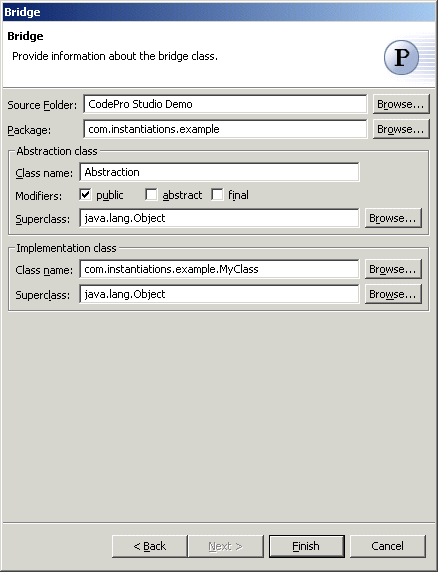 Bridge
Bridge
Provide information about the bridge class.
P
Source Folder: CodePro Studio Demo Browse...
Package: com.instantiations.example Browse...
Abstraction class
Class name: Abstraction
Modifiers: public abstract final
Superclass: java.lang.Object Browse...
Implementation class
Class name: com.instantiations.example.MyClass Browse...
Superclass: java.lang.Object Browse...
< Back Next > Finish Cancel